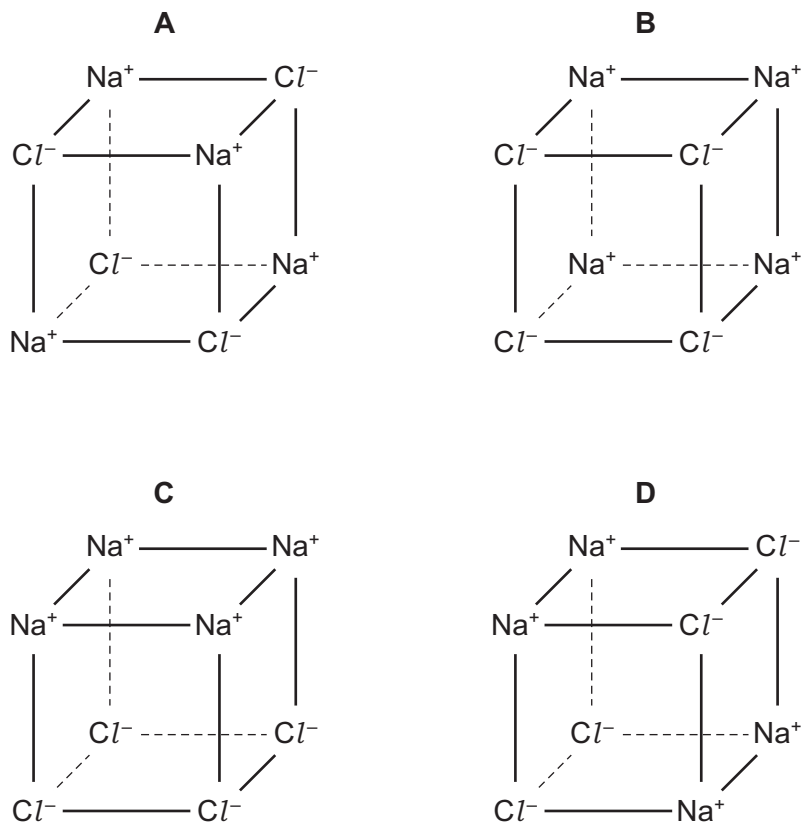 A B
Na⁺ Cl⁻ Na⁺ Na⁺
Cl⁻ Na⁺ Cl⁻ Cl⁻
Cl⁻ Na⁺ Na⁺ Na⁺
Na⁺ Cl⁻ Cl⁻ Cl⁻
C D
Na⁺ Na⁺ Na⁺ Cl⁻
Na⁺ Na⁺ Na⁺ Cl⁻
Cl⁻ Cl⁻ Cl⁻ Na⁺
Cl⁻ Cl⁻ Cl⁻ Na⁺